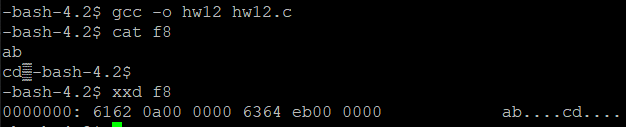 -bash-4.2$ gcc -o hw12 hw12.c
-bash-4.2$ cat f8
ab
cd▒-bash-4.2$
-bash-4.2$ xxd f8
0000000: 6162 0a00 0000 6364 eb00 0000            ab....cd....